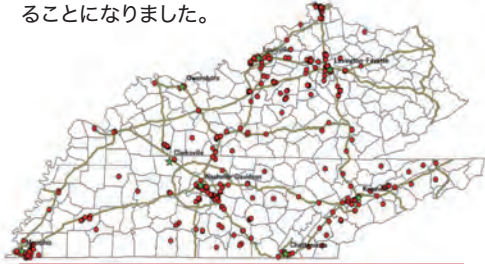 ることになりました。
Louisville
Lexington-Fayette
Owensboro
Clarksville
Nashville-Davidson
Knoxville
Memphis
Chattanooga